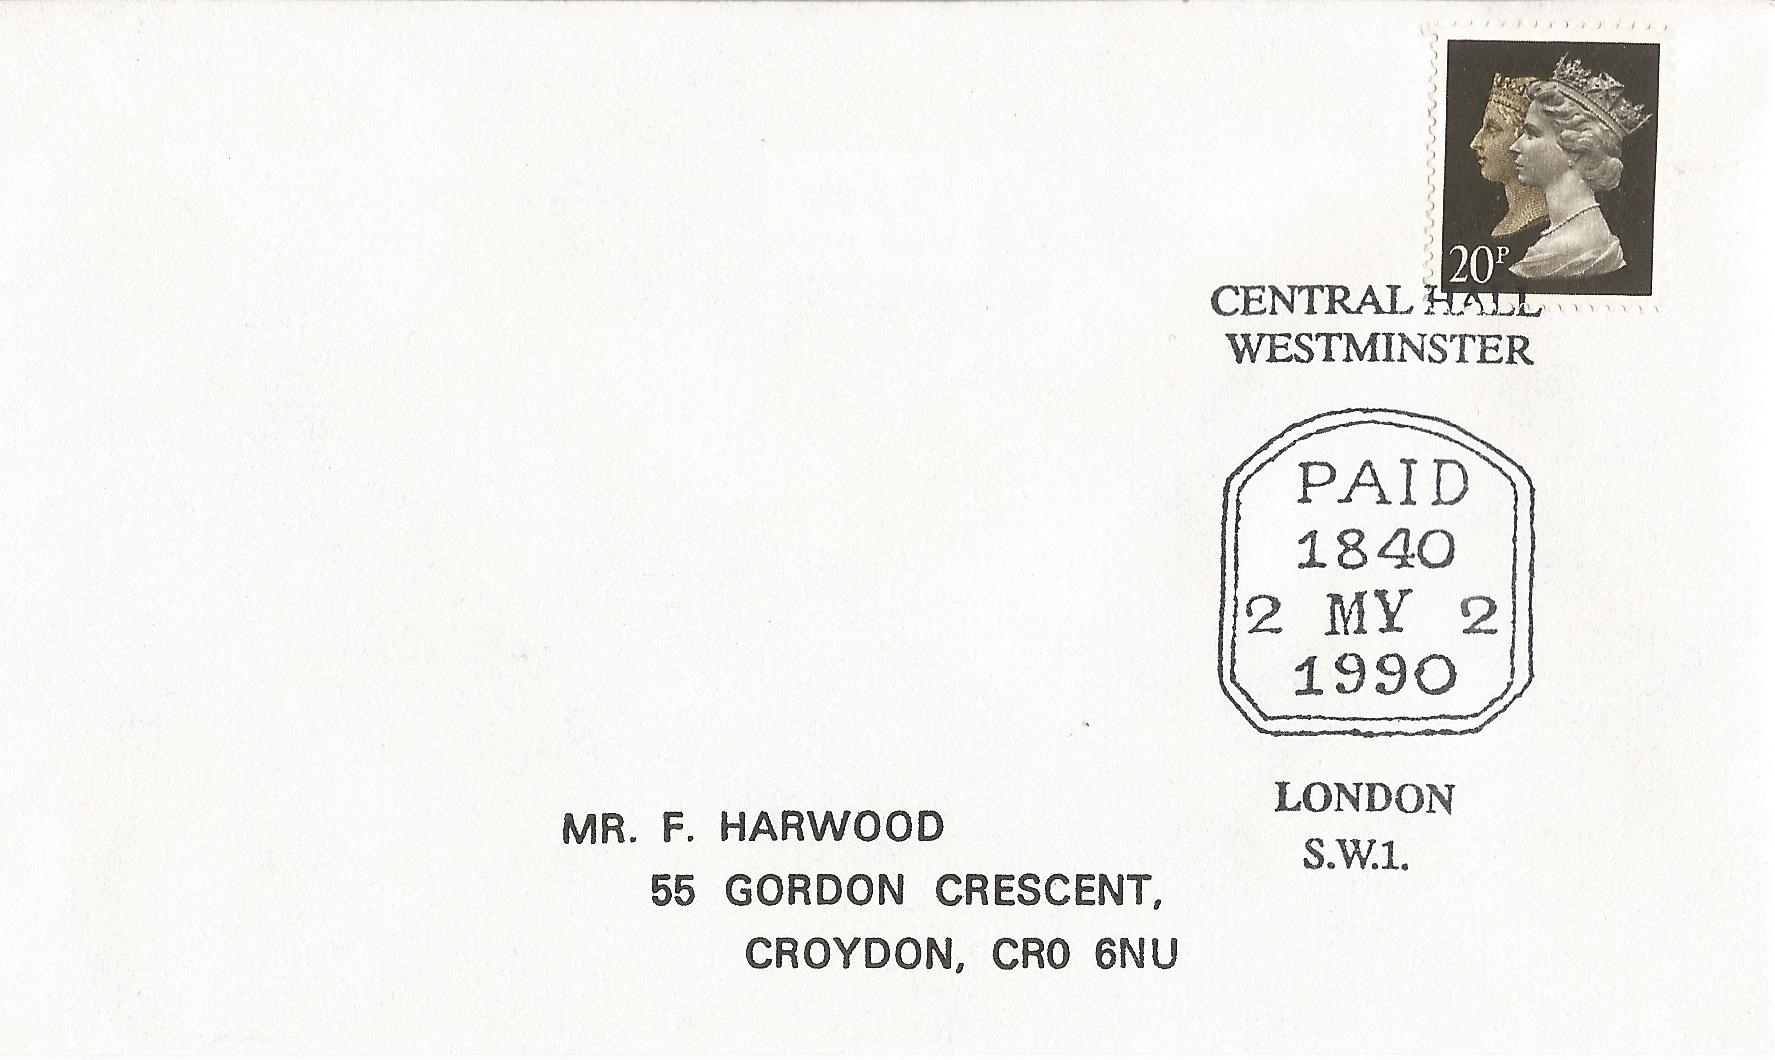 20P
CENTRAL HALL
WESTMINSTER
PAID
1840
2 MY 2
1990
LONDON
S.W.1.
MR. F. HARWOOD
55 GORDON CRESCENT,
CROYDON, CR0 6NU